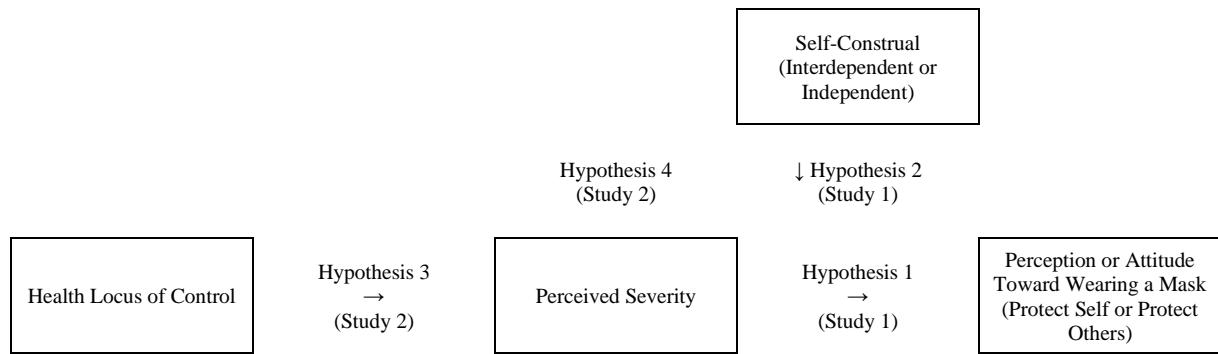 Self-Construal
(Interdependent or
Independent)
Hypothesis 4
(Study 2)
↓ Hypothesis 2
(Study 1)
Health Locus of Control
Hypothesis 3
→
(Study 2)
Perceived Severity
Hypothesis 1
→
(Study 1)
Perception or Attitude
Toward Wearing a Mask
(Protect Self or Protect
Others)